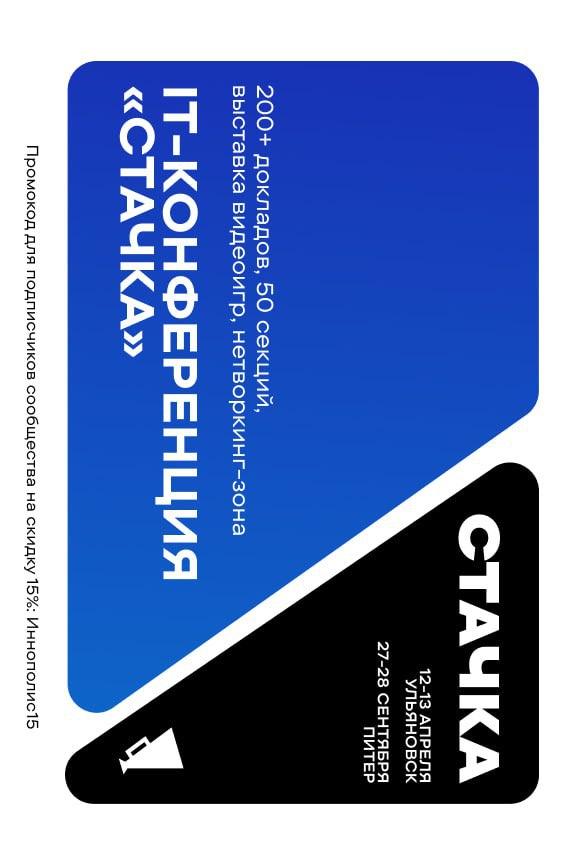 СТАЧКА
12-13 АПРЕЛЯ
УЛЬЯНОВСК
27-28 СЕНТЯБРЯ
ПИТЕР
200+ докладов, 50 секций,
выставка видеоигр, нетворкинг-зона
IT-КОНФЕРЕНЦИЯ
«СТАЧКА»
Промокод для подписчиков сообщества на скидку 15%: Иннополис15